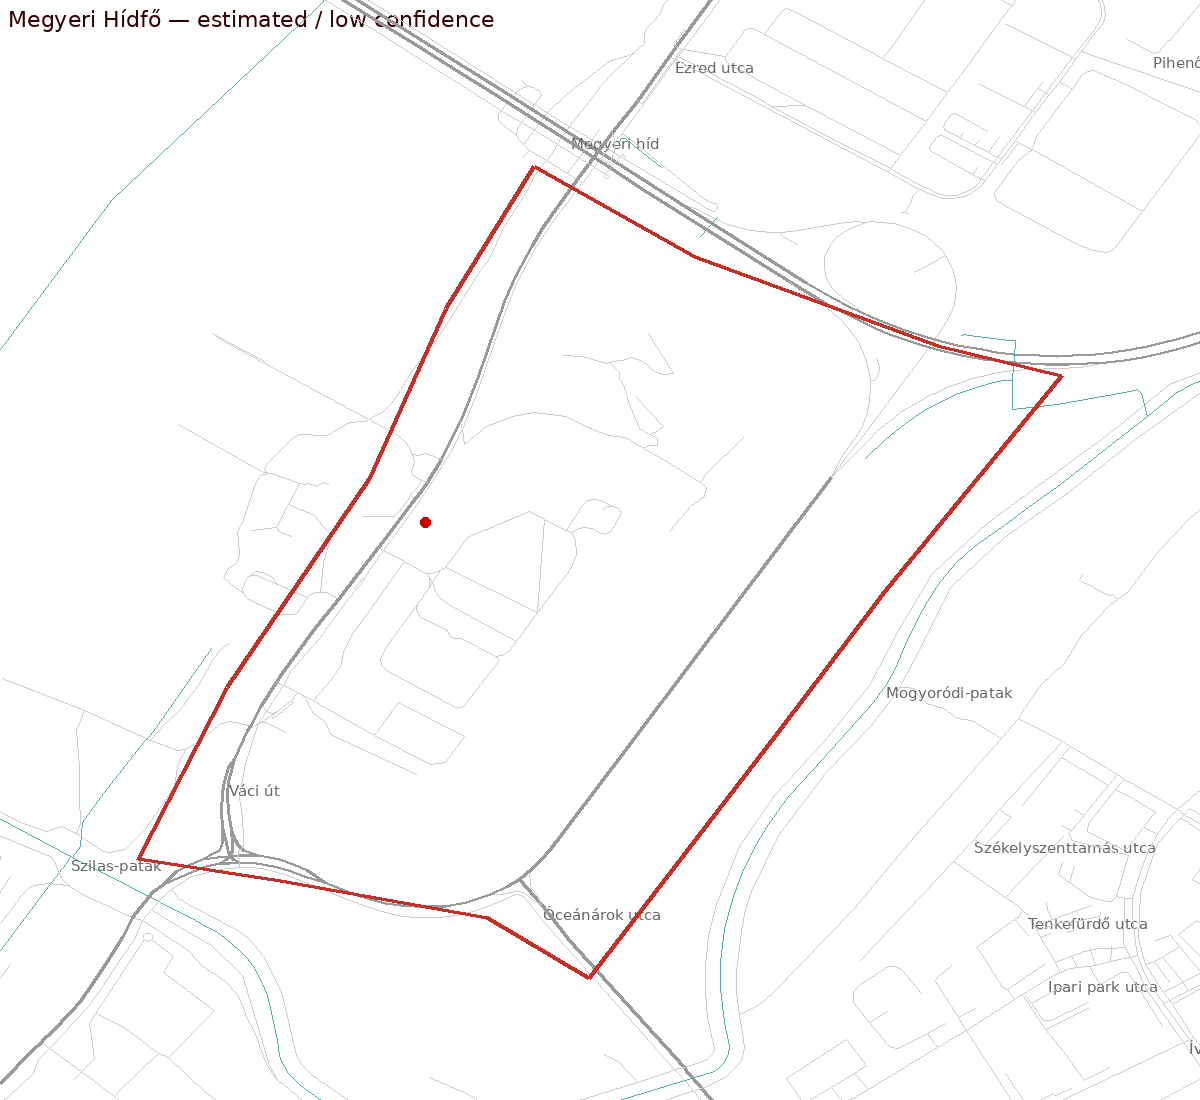 Megyeri Hídfő — estimated / low confidence
Ezred utca
Megyeri híd
Mogyoródi-patak
Váci út
Székelyszenttamás utca
Szilas-patak
Óceánárok utca
Tenkefürdő utca
Ipari park utca